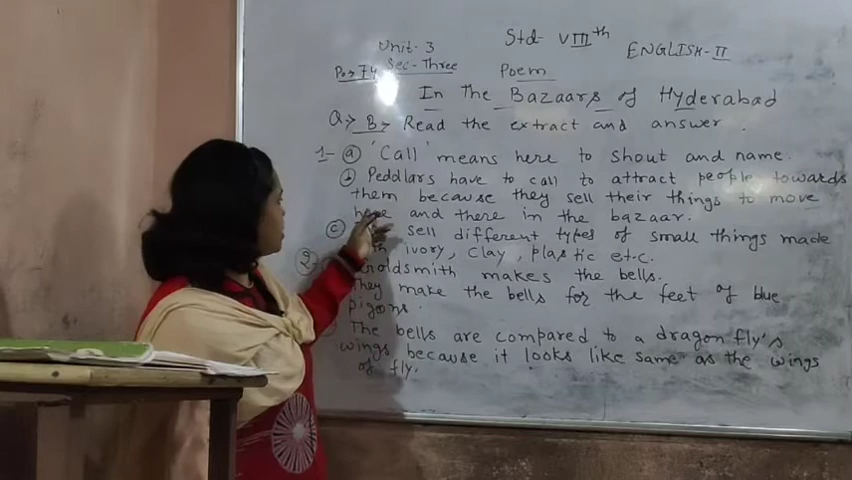 Unit-3 Std- VIIIth ENGLISH-II
Sec-Three Poem
In The Bazaars of Hyderabad
Q> B> Read the extract and answer.
1- (a) 'Call' means here to shout and name.
(b) Peddlars have to call to attract people towards
them because they sell their things to move
here and there in the bazaar.
(c) sell different types of small things made
ivory, clay, plastic etc.
2- Goldsmith makes the bells.
They make the bells for the feet of blue
pigeons.
The bells are compared to a dragon fly's
wings because it looks like same as the wings
of fly.